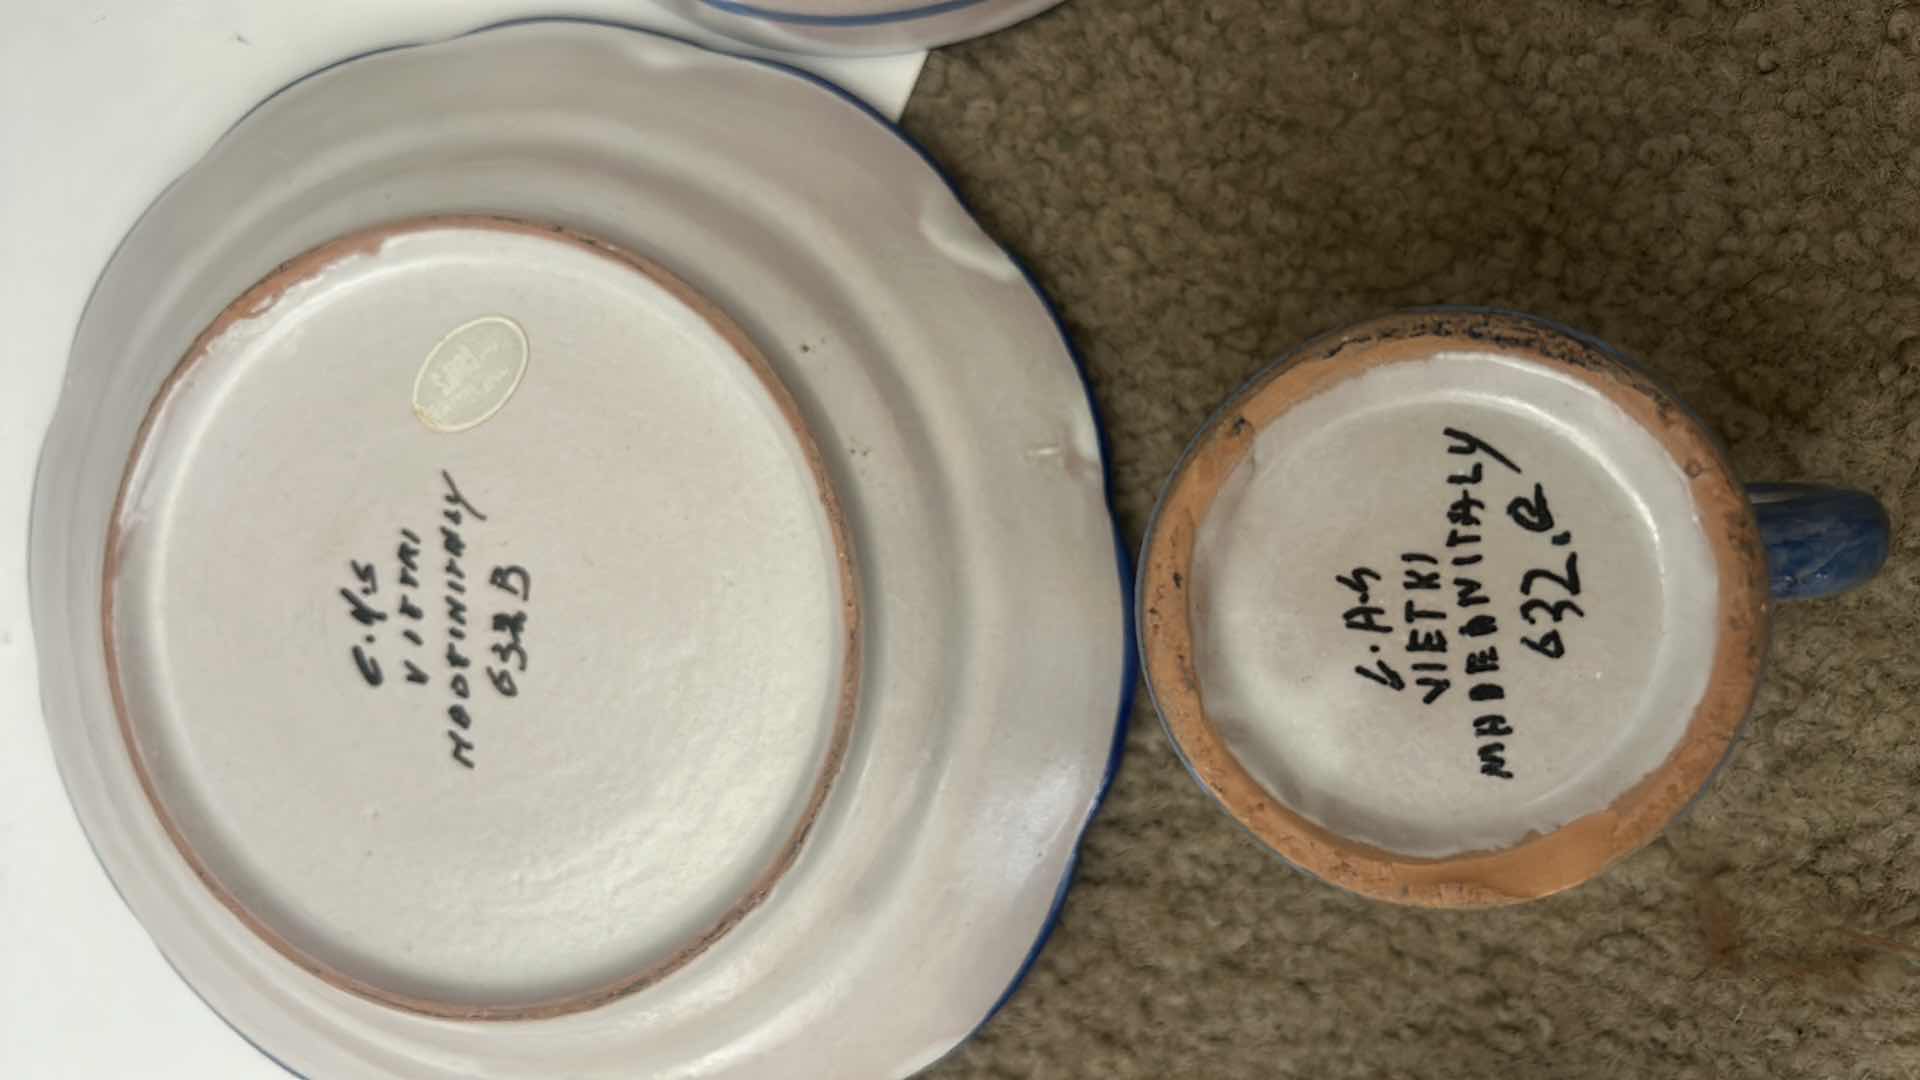 C.A.S
VIETRI
MADEINITALY
632 B
C.A.S
VIETRI
MADEINITALY
632.B